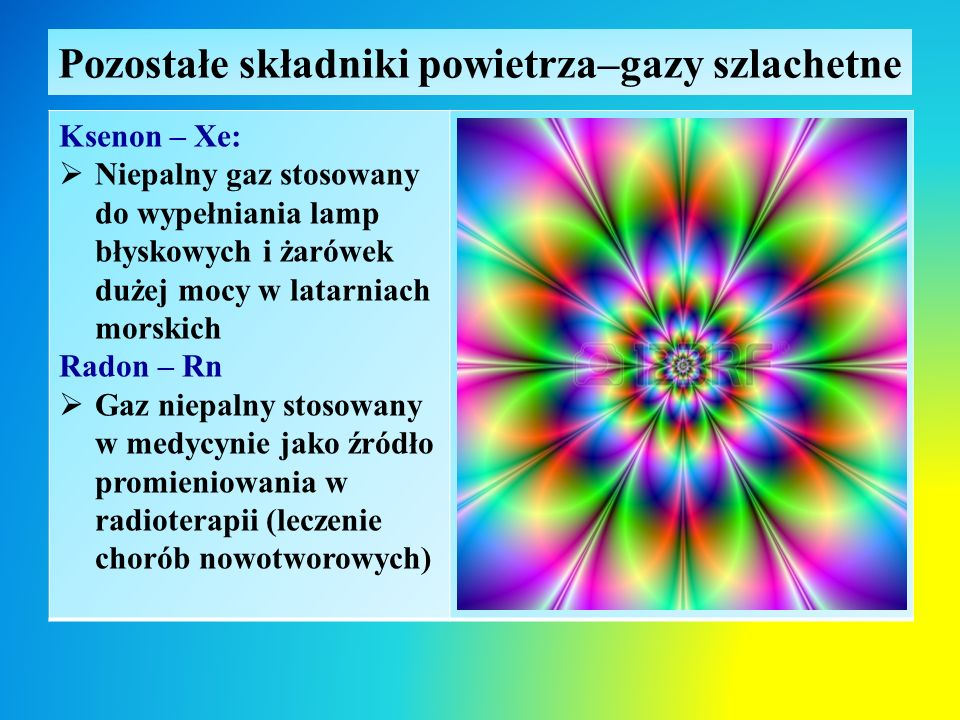 Pozostałe składniki powietrza–gazy szlachetne
Ksenon – Xe:
➢ Niepalny gaz stosowany
do wypełniania lamp
błyskowych i żarówek
dużej mocy w latarniach
morskich
Radon – Rn
➢ Gaz niepalny stosowany
w medycynie jako źródło
promieniowania w
radioterapii (leczenie
chorób nowotworowych)
123RF